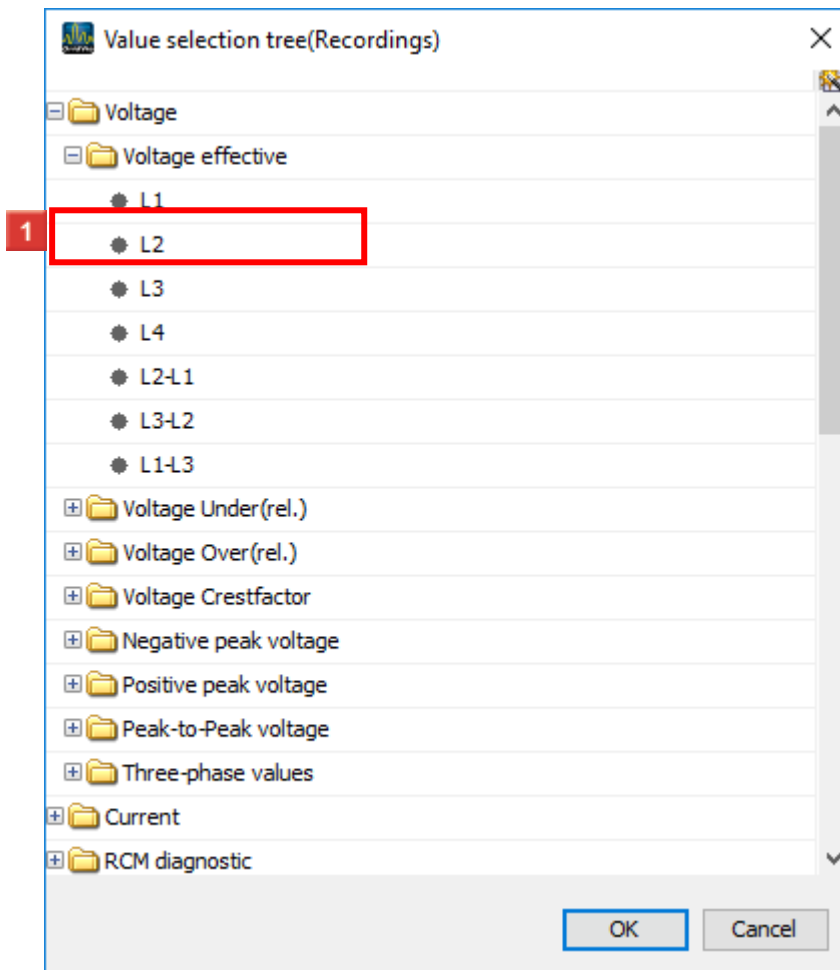 Value selection tree(Recordings)
Voltage
Voltage effective
L1
1
L2
L3
L4
L2-L1
L3-L2
L1-L3
Voltage Under(rel.)
Voltage Over(rel.)
Voltage Crestfactor
Negative peak voltage
Positive peak voltage
Peak-to-Peak voltage
Three-phase values
Current
RCM diagnostic
OK Cancel